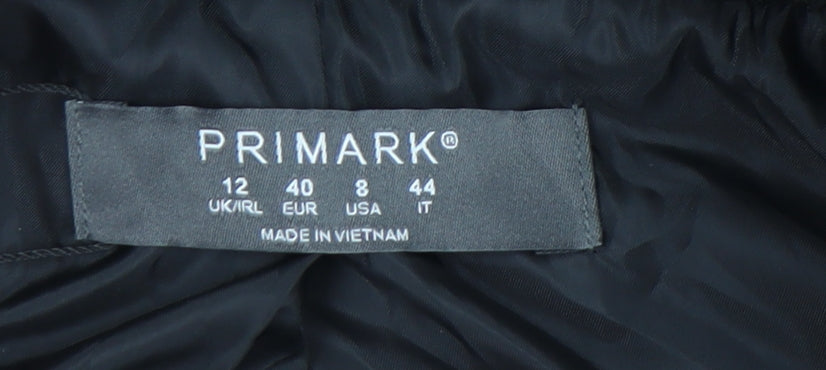 PRIMARK®
12 40 8 44
UK/IRL EUR USA IT
MADE IN VIETNAM